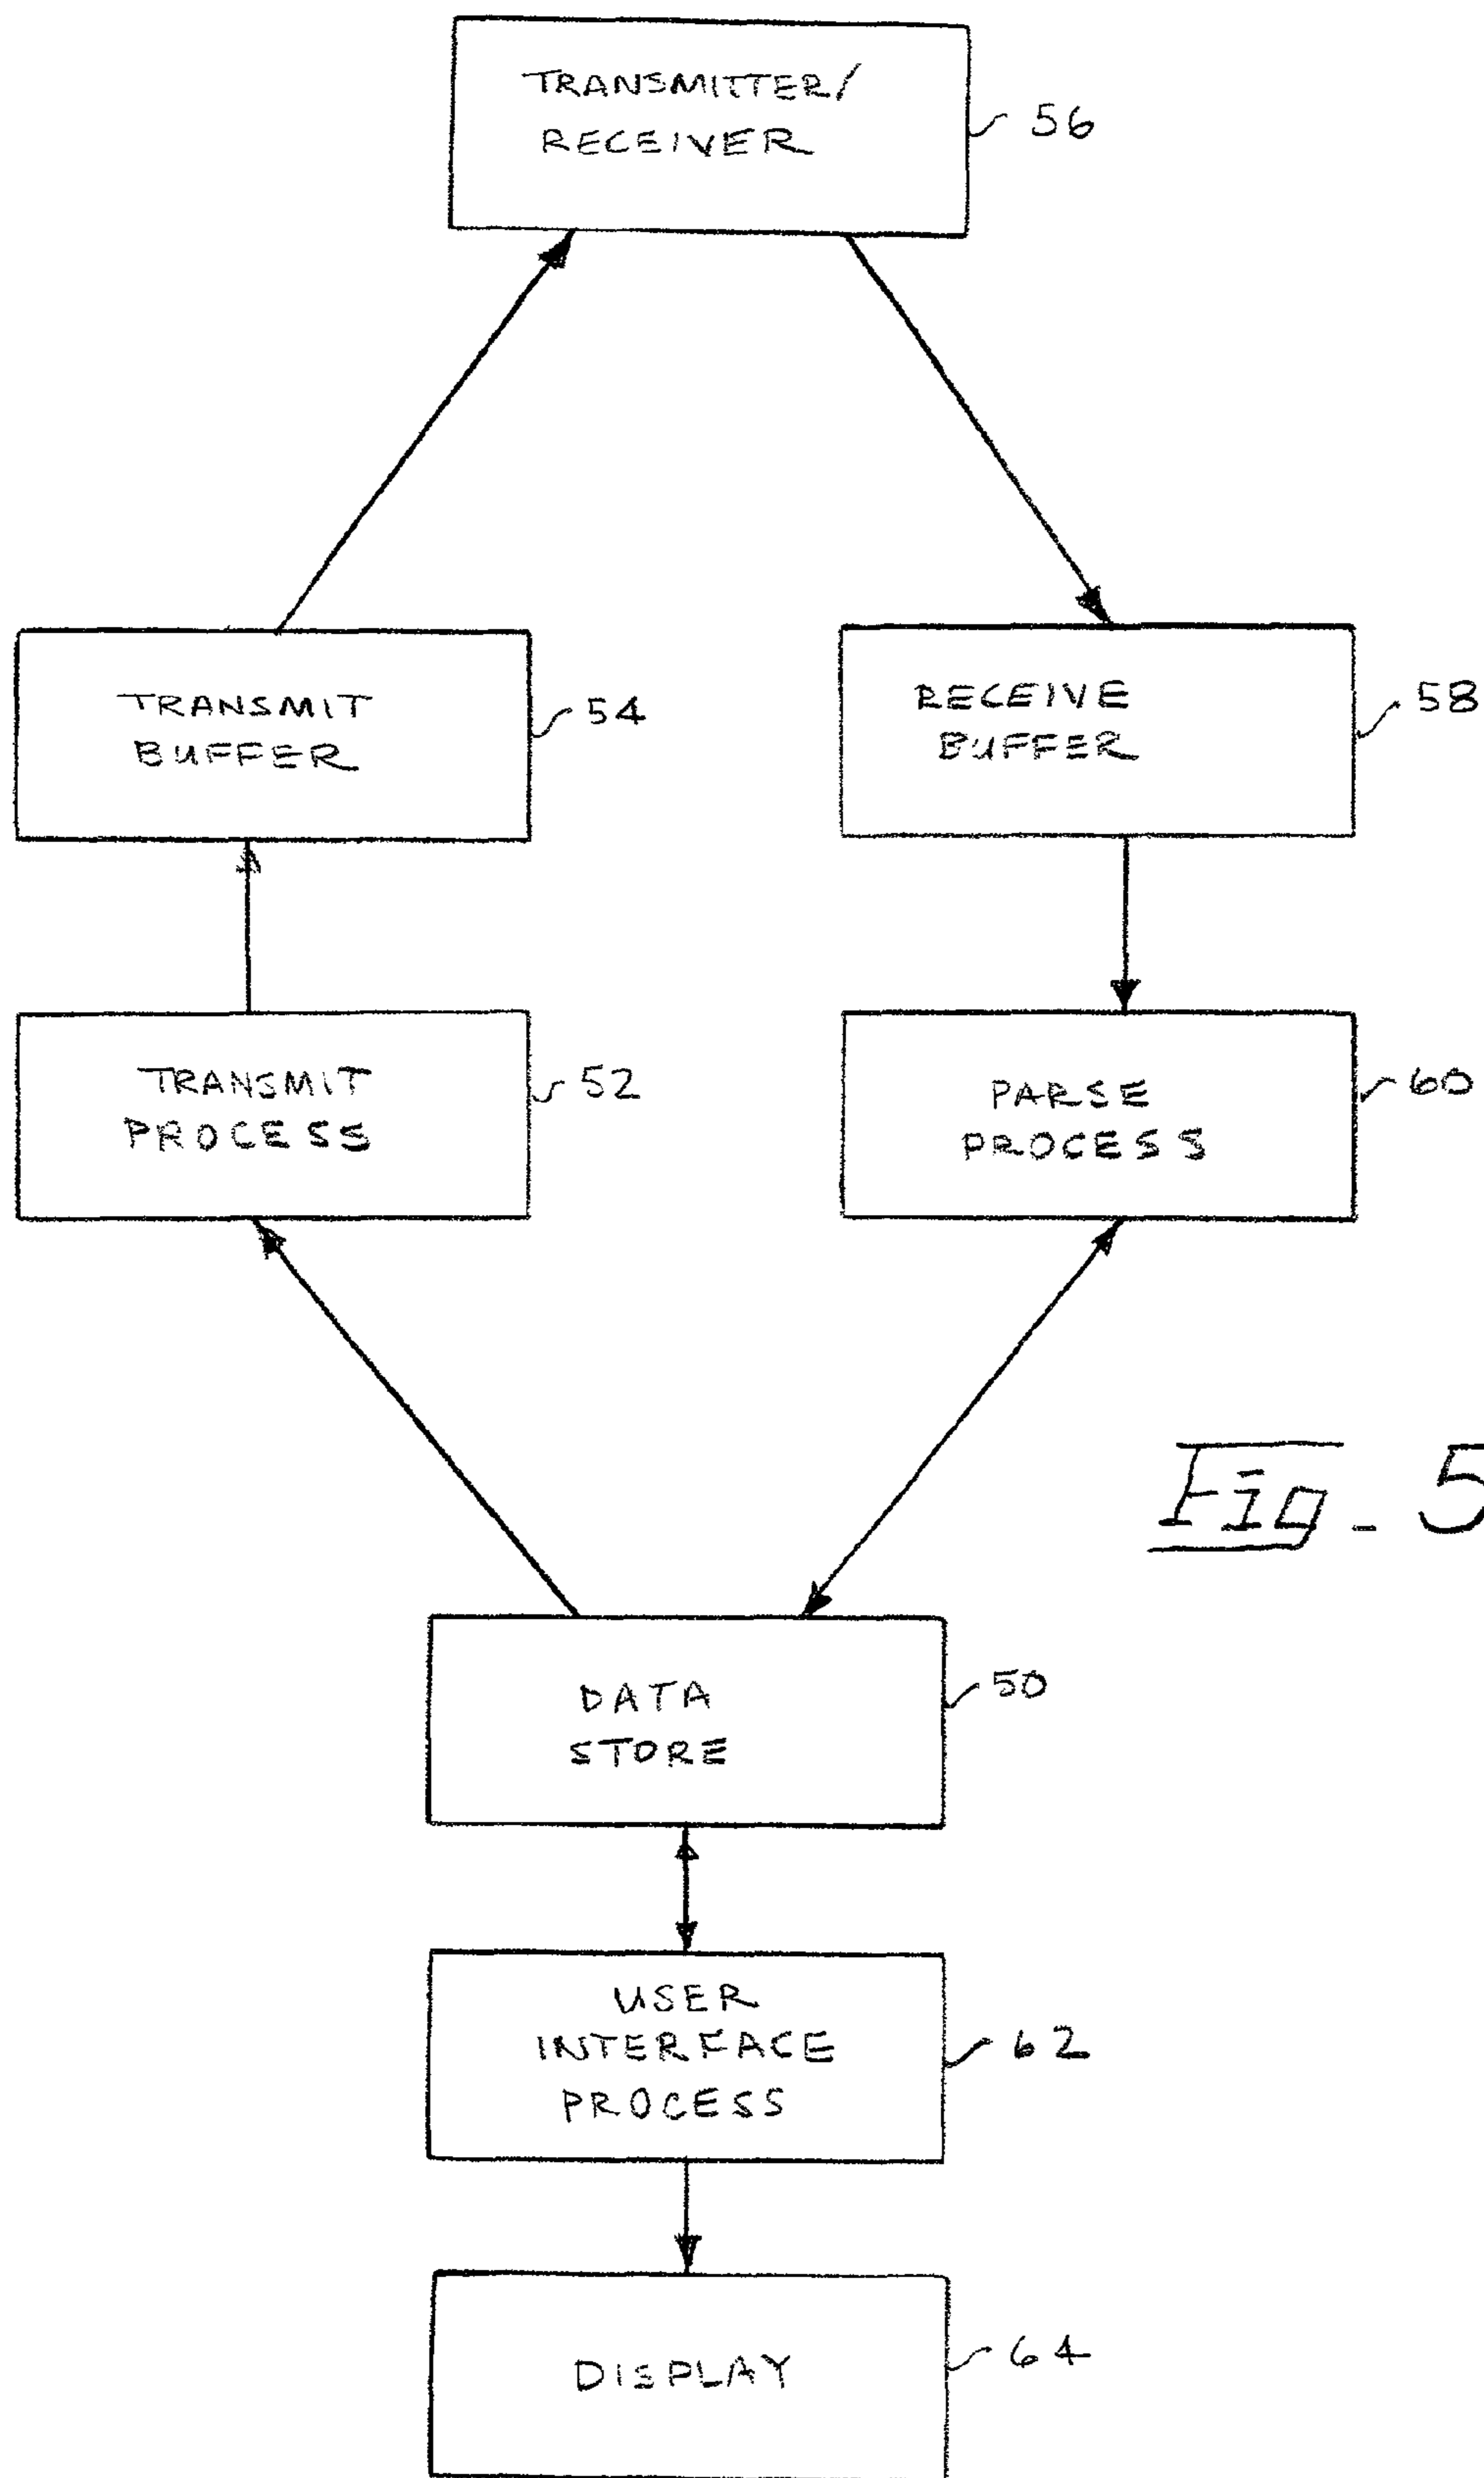 TRANSMITTER/
RECEIVER
56
TRANSMIT
BUFFER
54
RECEIVE
BUFFER
58
TRANSMIT
PROCESS
52
PARSE
PROCESS
60
Fig. 5
DATA
STORE
50
USER
INTERFACE
PROCESS
62
DISPLAY
64